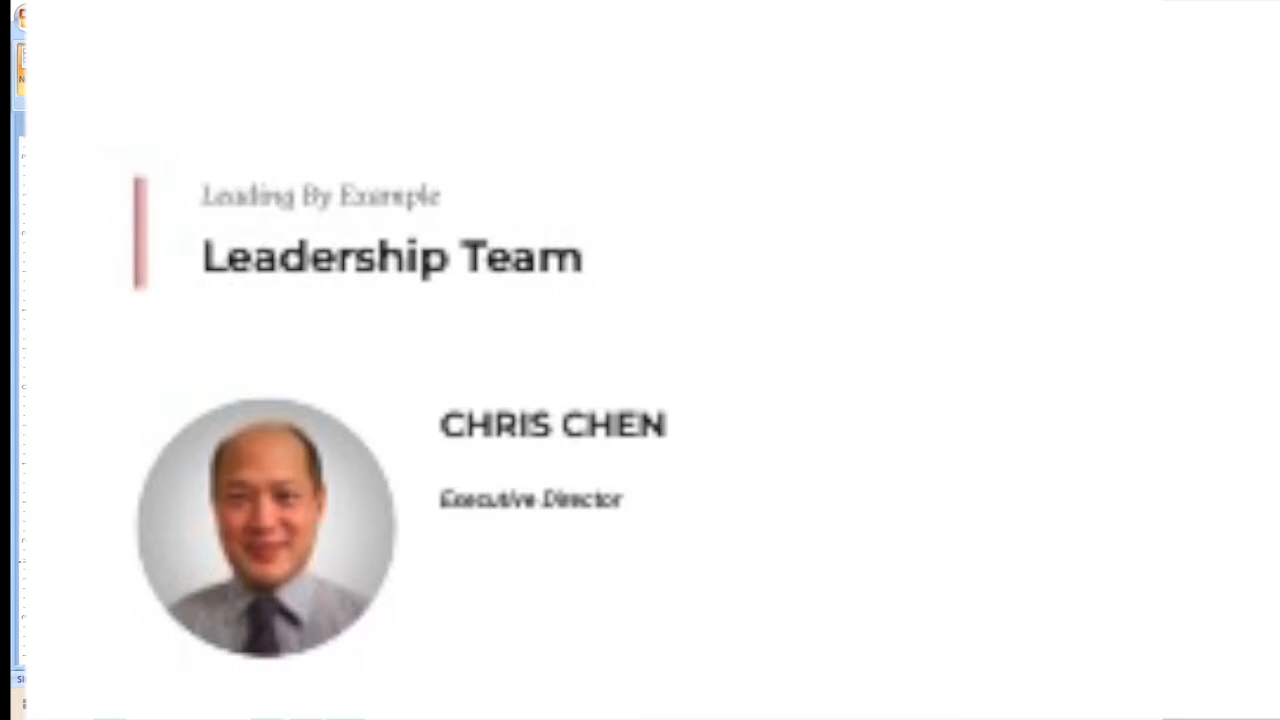 Leading By Example
Leadership Team
CHRIS CHEN
Executive Director